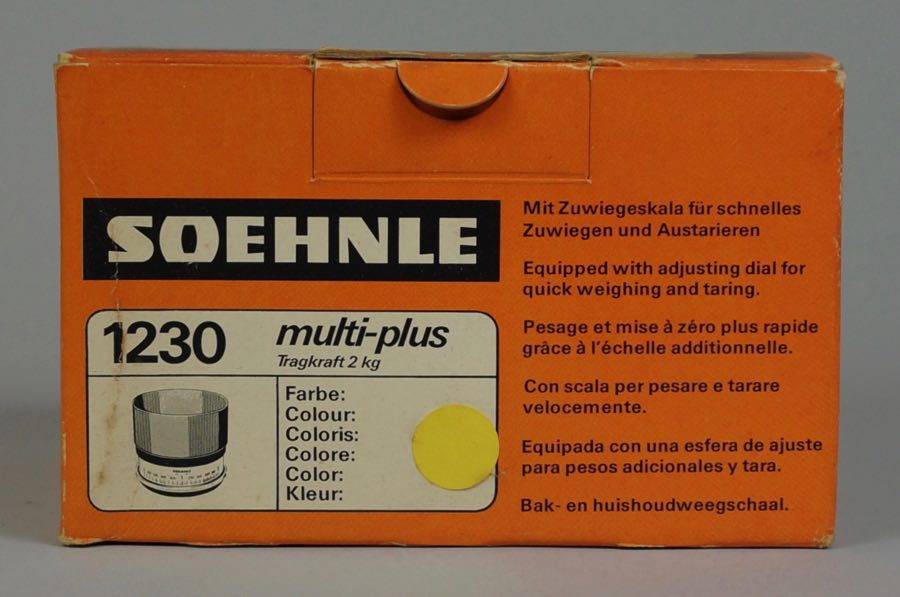 SOEHNLE
1230 multi-plus
Tragkraft 2 kg
Farbe:
Colour:
Coloris:
Colore:
Color:
Kleur:
SOEHNLE
Mit Zuwiegeskala für schnelles
Zuwiegen und Austarieren
Equipped with adjusting dial for
quick weighing and taring.
Pesage et mise à zéro plus rapide
grâce à l'échelle additionnelle.
Con scala per pesare e tarare
velocemente.
Equipada con una esfera de ajuste
para pesos adicionales y tara.
Bak- en huishoudweegschaal.